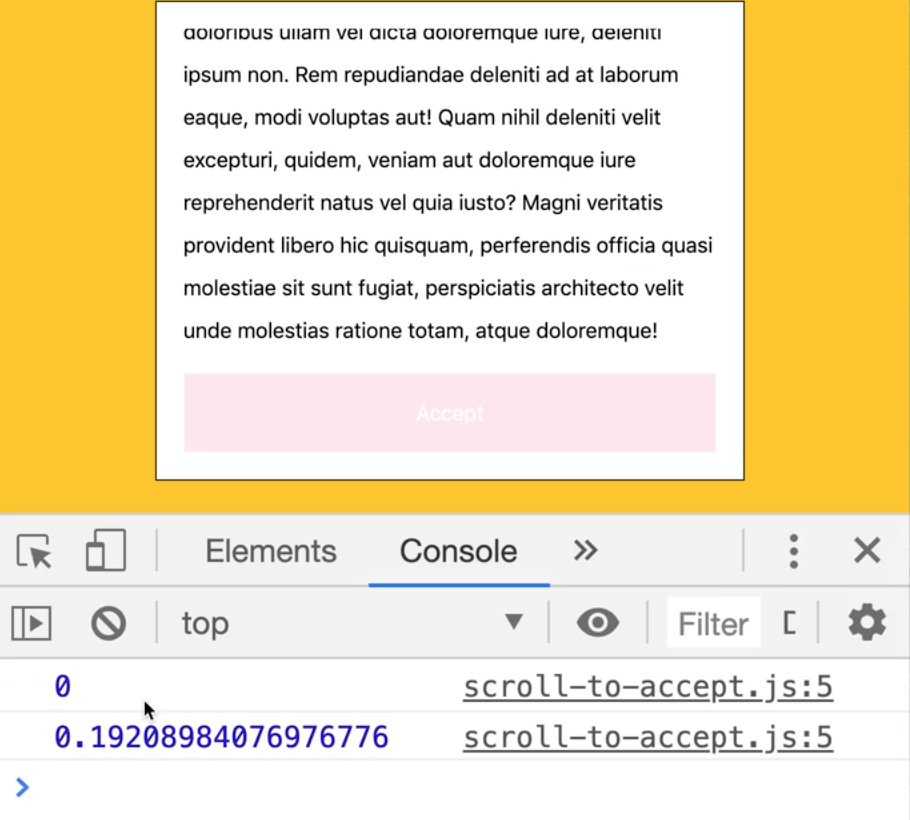 doloribus ullam vel dicta doloremque iure, deleniti
ipsum non. Rem repudiandae deleniti ad at laborum
eaque, modi voluptas aut! Quam nihil deleniti velit
excepturi, quidem, veniam aut doloremque iure
reprehenderit natus vel quia iusto? Magni veritatis
provident libero hic quisquam, perferendis officia quasi
molestiae sit sunt fugiat, perspiciatis architecto velit
unde molestias ratione totam, atque doloremque!
Accept
Elements Console
top Filter
0 scroll-to-accept.js:5
0.19208984076976776 scroll-to-accept.js:5